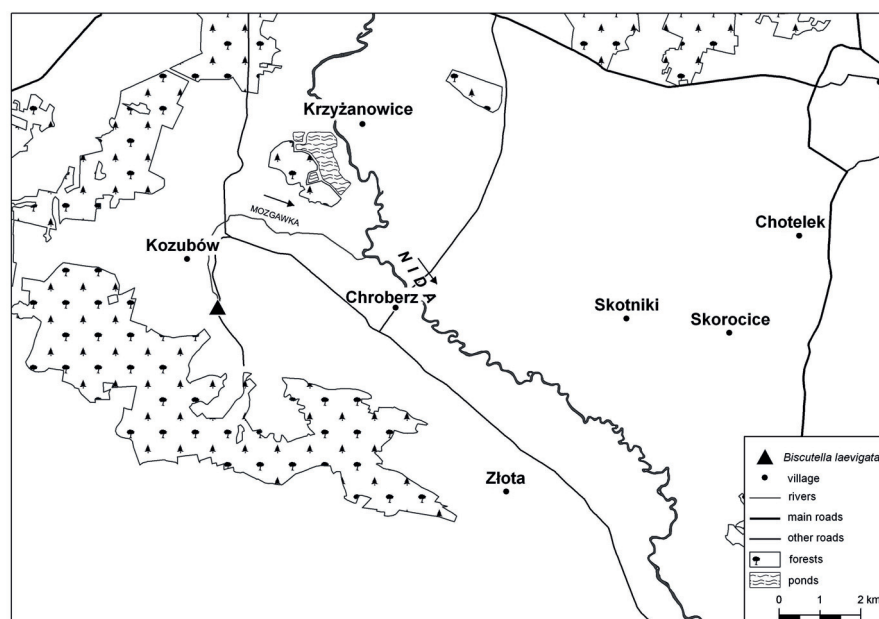 Krzyżanowice
MOZGAWKA
Chotelek
Kozubów
NIDA
Chroberz
Skotniki
Skorocice
Złota
Biscutella laevigata
village
rivers
main roads
other roads
forests
ponds
0 1 2 km